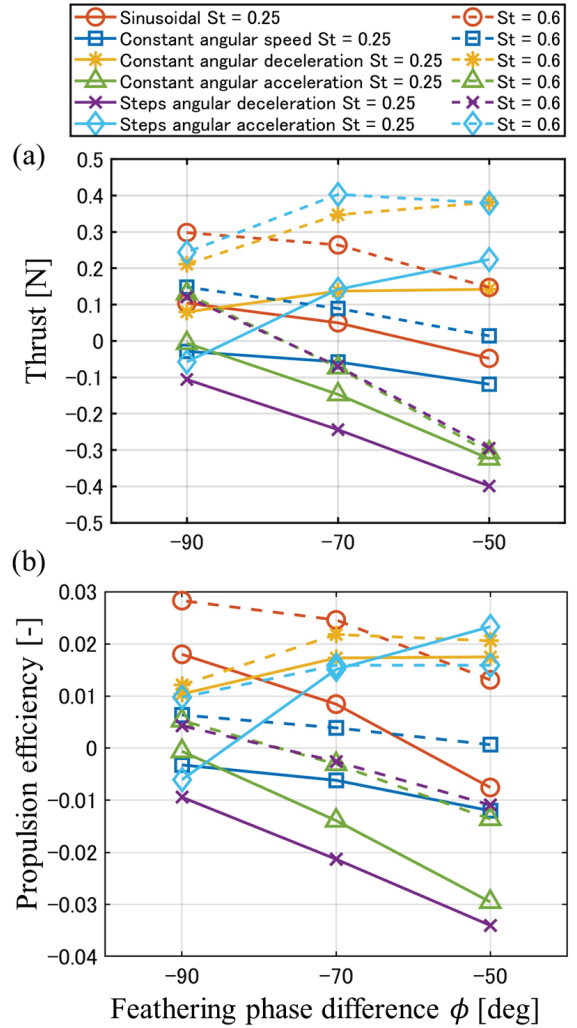 Sinusoidal St = 0.25 St = 0.6
Constant angular speed St = 0.25 St = 0.6
Constant angular deceleration St = 0.25 St = 0.6
Constant angular acceleration St = 0.25 St = 0.6
Steps angular deceleration St = 0.25 St = 0.6
Steps angular acceleration St = 0.25 St = 0.6
(a)
Thrust [N]
0.5
0.4
0.3
0.2
0.1
0
−0.1
−0.2
−0.3
−0.4
−0.5
−90 −70 −50
(b)
Propulsion efficiency [-]
0.03
0.02
0.01
0
−0.01
−0.02
−0.03
−0.04
−90 −70 −50
Feathering phase difference ϕ [deg]